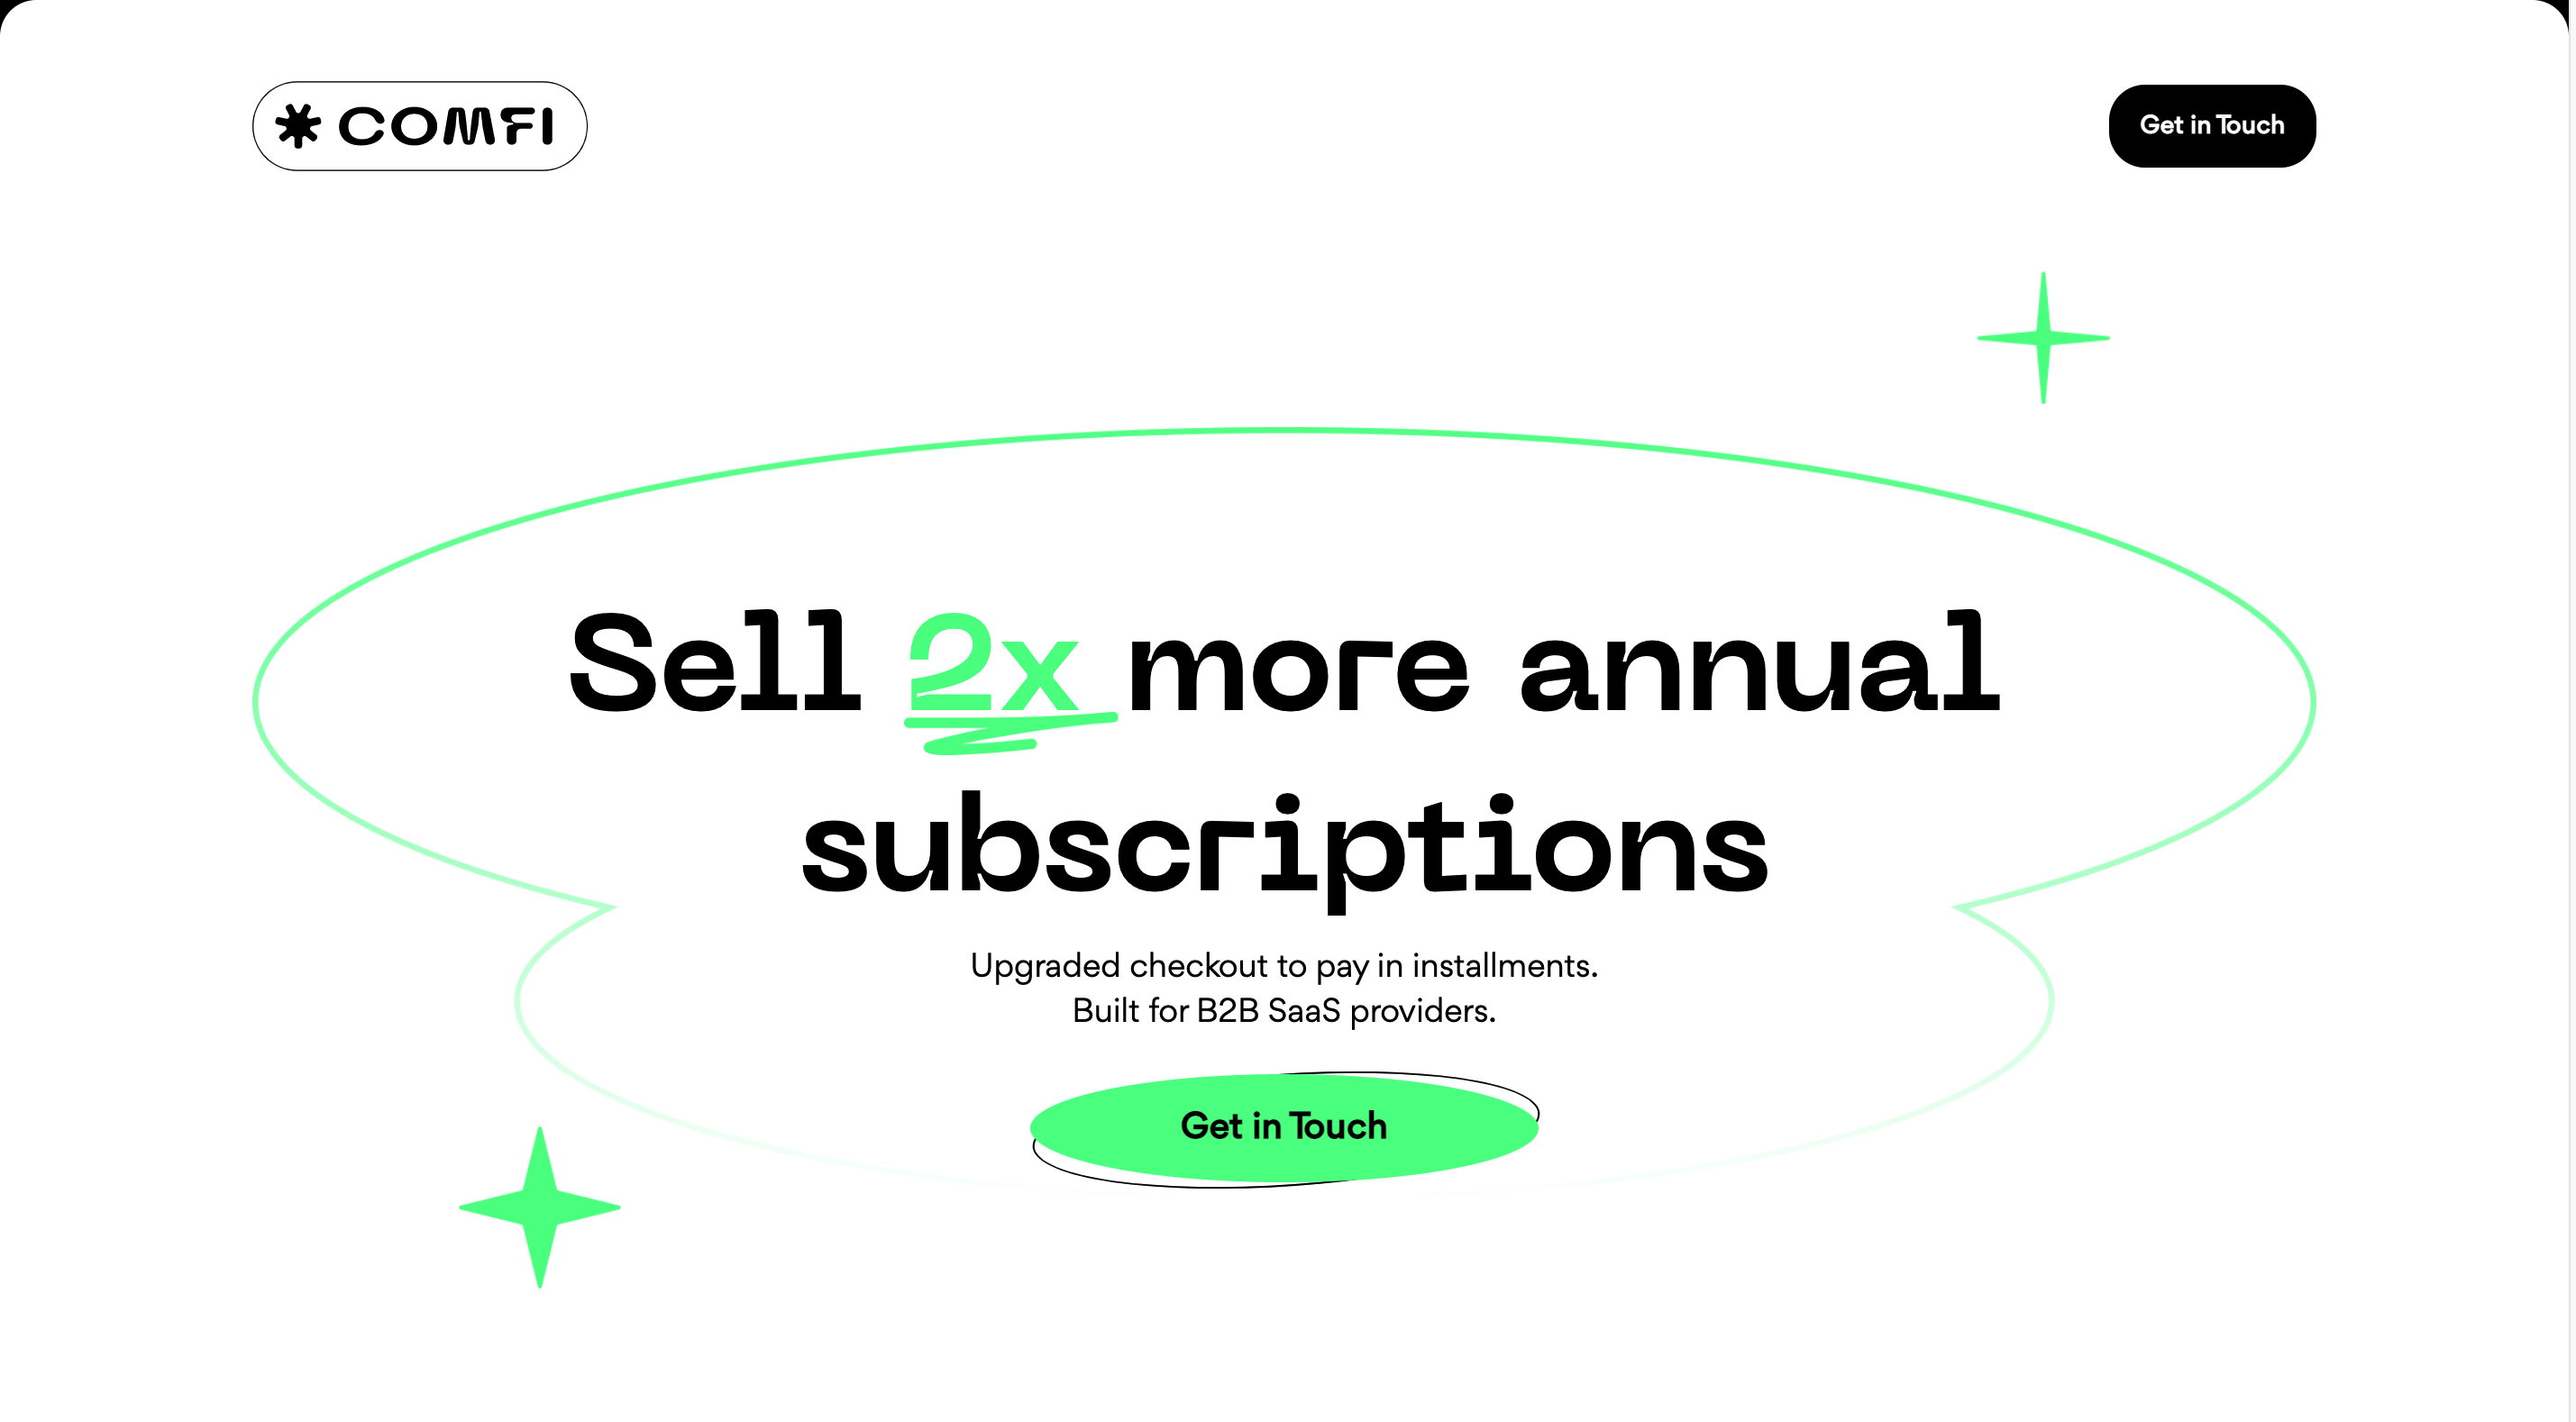 COMFI
Get in Touch
Sell 2x more annual
subscriptions
Upgraded checkout to pay in installments.
Built for B2B SaaS providers.
Get in Touch